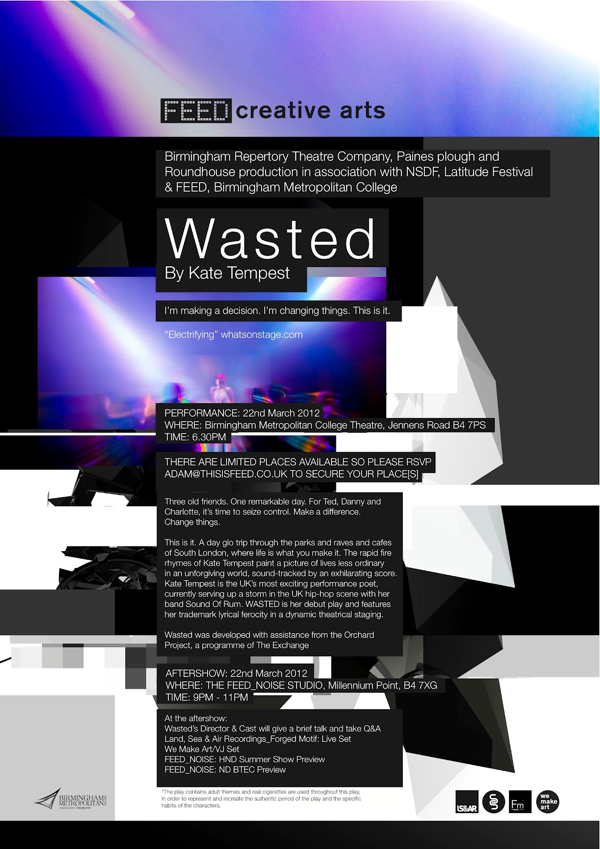 FEED creative arts
Birmingham Repertory Theatre Company, Paines plough and
Roundhouse production in association with NSDF, Latitude Festival
& FEED, Birmingham Metropolitan College
Wasted
By Kate Tempest
I'm making a decision. I'm changing things. This is it.
"Electrifying" whatsonstage.com
PERFORMANCE: 22nd March 2012
WHERE: Birmingham Metropolitan College Theatre, Jennens Road B4 7PS
TIME: 6.30PM
THERE ARE LIMITED PLACES AVAILABLE SO PLEASE RSVP
ADAM@THISISFEED.CO.UK TO SECURE YOUR PLACE[S]
Three old friends. One remarkable day. For Ted, Danny and
Charlotte, it's time to seize control. Make a difference.
Change things.
This is it. A day glo trip through the parks and raves and cafes
of South London, where life is what you make it. The rapid fire
rhymes of Kate Tempest paint a picture of lives less ordinary
in an unforgiving world, sound-tracked by an exhilarating score.
Kate Tempest is the UK's most exciting performance poet,
currently serving up a storm in the UK hip-hop scene with her
band Sound Of Rum. WASTED is her debut play and features
her trademark lyrical ferocity in a dynamic theatrical staging.
Wasted was developed with assistance from the Orchard
Project, a programme of The Exchange
AFTERSHOW: 22nd March 2012
WHERE: THE FEED_NOISE STUDIO, Millennium Point, B4 7XG
TIME: 9PM - 11PM
At the aftershow:
Wasted's Director & Cast will give a brief talk and take Q&A
Land, Sea & Air Recordings_Forged Motif: Live Set
We Make Art/VJ Set
FEED_NOISE: HND Summer Show Preview
FEED_NOISE: ND BTEC Preview
*The play contains adult themes and real cigarettes are used throughout this play,
in order to represent and recreate the authentic period of the play and the specific
habits of the characters.
BIRMINGHAM
METROPOLITAN
LS&AR
Fm
we
make
art